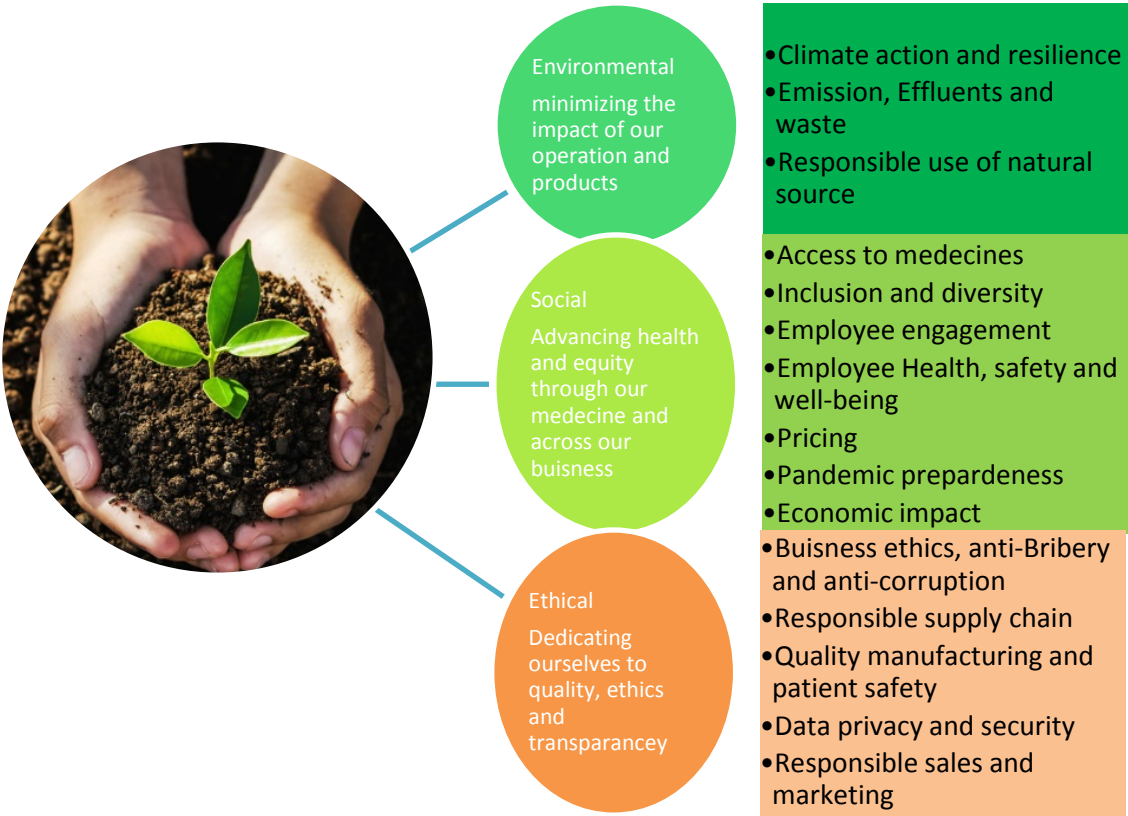 Environmental
minimizing the
impact of our
operation and
products
•Climate action and resilience
•Emission, Effluents and
waste
•Responsible use of natural
source
Social
Advancing health
and equity
through our
medecine and
across our
buisness
•Access to medecines
•Inclusion and diversity
•Employee engagement
•Employee Health, safety and
well-being
•Pricing
•Pandemic prepardeness
•Economic impact
Ethical
Dedicating
ourselves to
quality, ethics
and
transparancey
•Buisness ethics, anti-Bribery
and anti-corruption
•Responsible supply chain
•Quality manufacturing and
patient safety
•Data privacy and security
•Responsible sales and
marketing